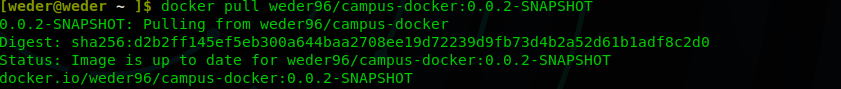 [weder@weder ~ ]$ docker pull weder96/campus-docker:0.0.2-SNAPSHOT
0.0.2-SNAPSHOT: Pulling from weder96/campus-docker
Digest: sha256:d2b2ff145ef5eb300a644baa2708ee19d72239d9fb73d4b2a52d61b1adf8c2d0
Status: Image is up to date for weder96/campus-docker:0.0.2-SNAPSHOT
docker.io/weder96/campus-docker:0.0.2-SNAPSHOT